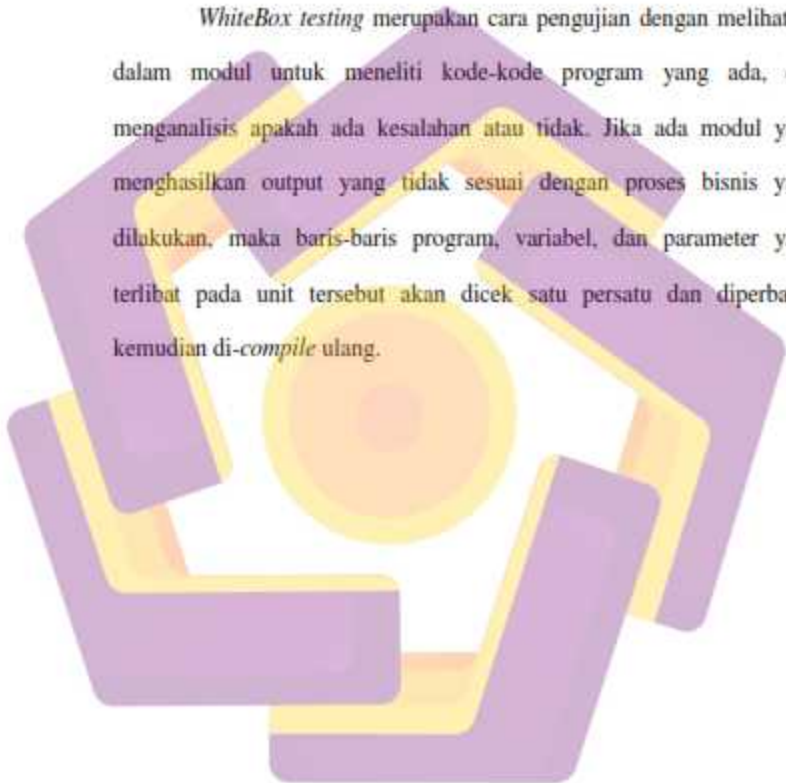 WhiteBox testing merupakan cara pengujian dengan melihat
dalam modul untuk meneliti kode-kode program yang ada,
menganalisis apakah ada kesalahan atau tidak. Jika ada modul
menghasilkan output yang tidak sesuai dengan proses bisnis
dilakukan, maka baris-baris program, variabel, dan parameter
terlibat pada unit tersebut akan dicek satu persatu dan
kemudian di-compile ulang.